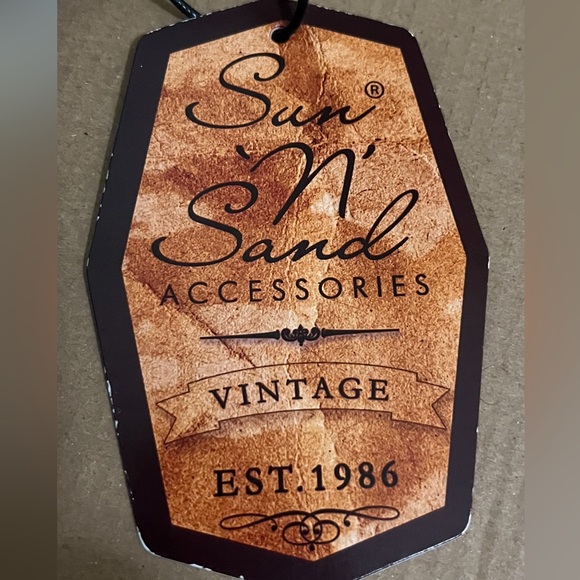 Sun®
'N'
Sand
ACCESSORIES
VINTAGE
EST.1986